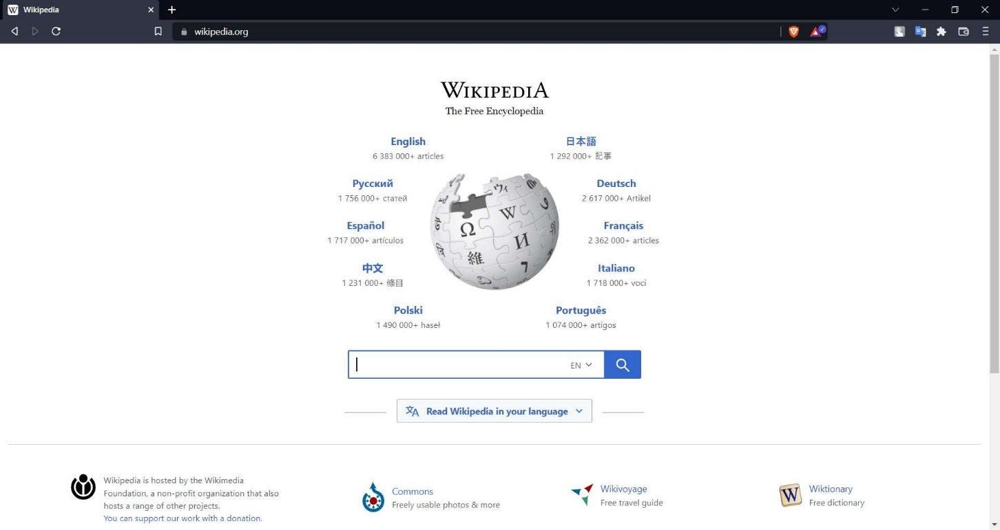 Wikipedia
wikipedia.org
WIKIPEDIA
The Free Encyclopedia
English
6 383 000+ articles
日本語
1 292 000+ 記事
Русский
1 756 000+ статей
Deutsch
2 617 000+ Artikel
Español
1 717 000+ artículos
Français
2 362 000+ articles
中文
1 231 000+ 條目
Italiano
1 718 000+ voci
Polski
1 490 000+ haseł
Português
1 074 000+ artigos
Ω
W
И
維
ウィ
7
EN
Read Wikipedia in your language
Wikipedia is hosted by the Wikimedia
Foundation, a non-profit organization that also
hosts a range of other projects.
You can support our work with a donation.
Commons
Freely usable photos & more
Wikivoyage
Free travel guide
W
Wiktionary
Free dictionary